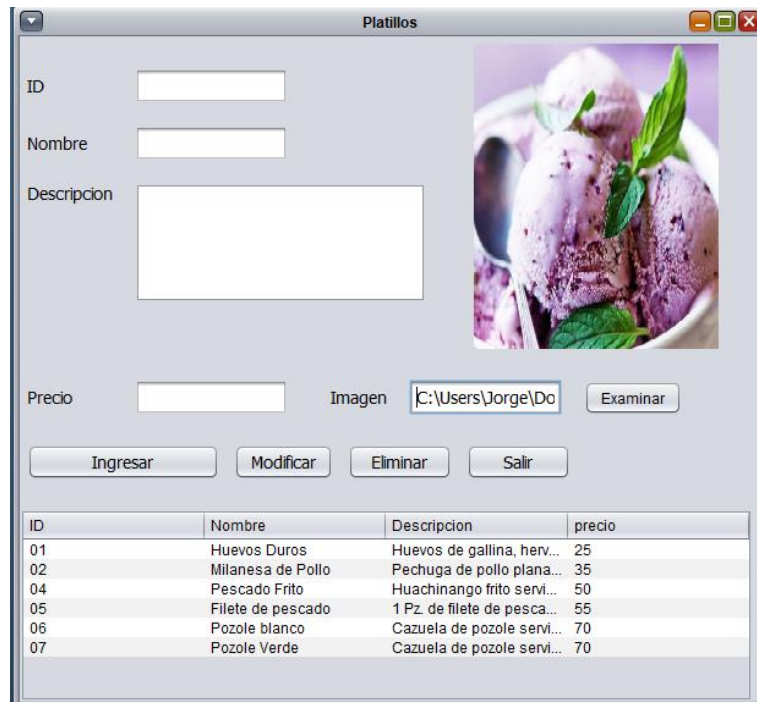 Platillos
ID
Nombre
Descripcion
Precio
Imagen C:\Users\Jorge\Do Examinar
Ingresar Modificar Eliminar Salir
ID Nombre Descripcion precio
01 Huevos Duros Huevos de gallina, herv... 25
02 Milanesa de Pollo Pechuga de pollo plana... 35
04 Pescado Frito Huachinango frito servi... 50
05 Filete de pescado 1 Pz. de filete de pesca... 55
06 Pozole blanco Cazuela de pozole servi... 70
07 Pozole Verde Cazuela de pozole servi... 70